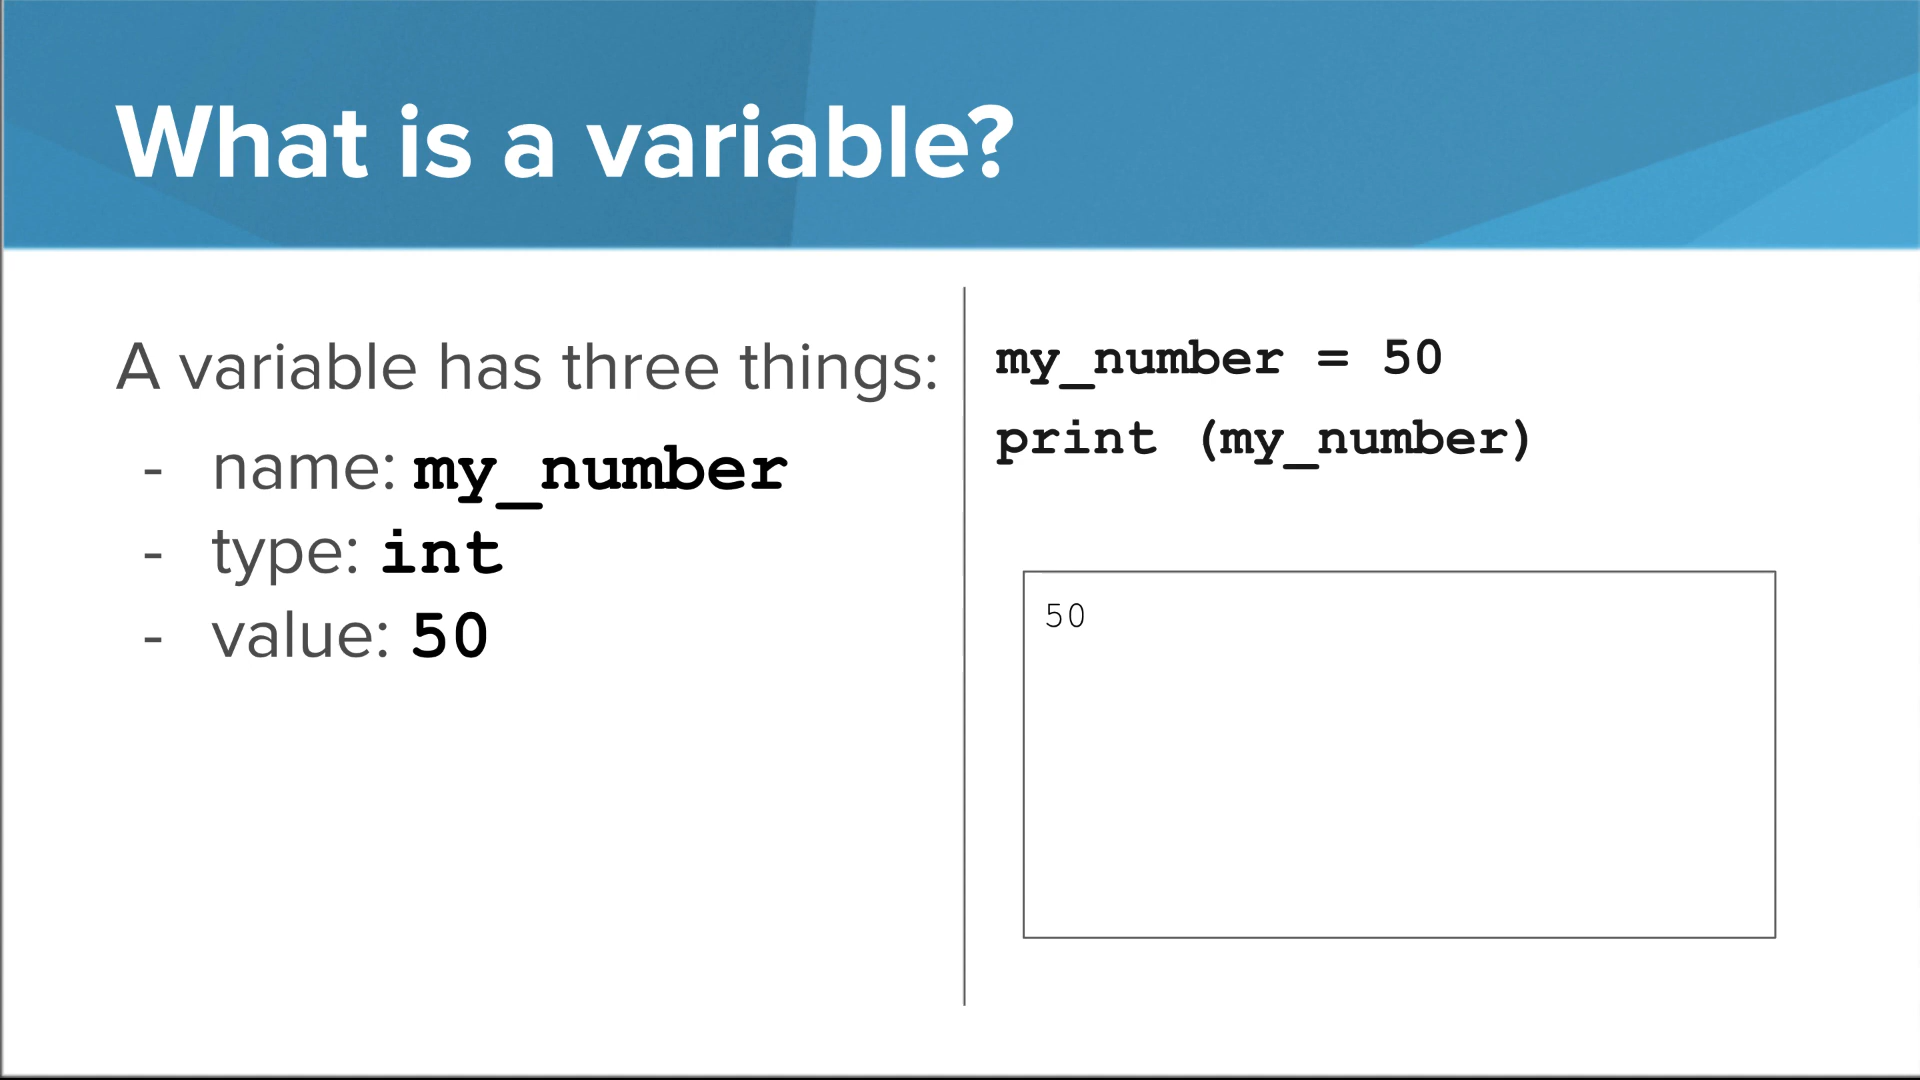 What is a variable?
A variable has three things:
- name: my_number
- type: int
- value: 50
my_number = 50
print (my_number)
50